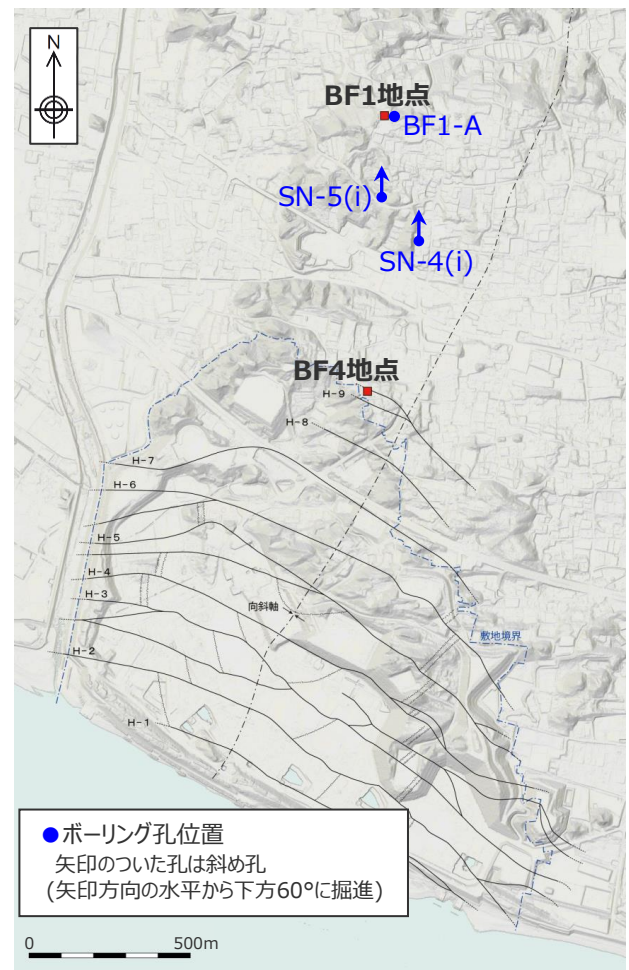 N
BF1地点
BF1-A
SN-5(i)
SN-4(i)
BF4地点
H-9
H-8
H-7
H-6
H-5
H-4
H-3
向斜軸
敷地境界
H-2
H-1
●ボーリング孔位置
矢印のついた孔は斜め孔
(矢印方向の水平から下方60°に掘進)
0 500m